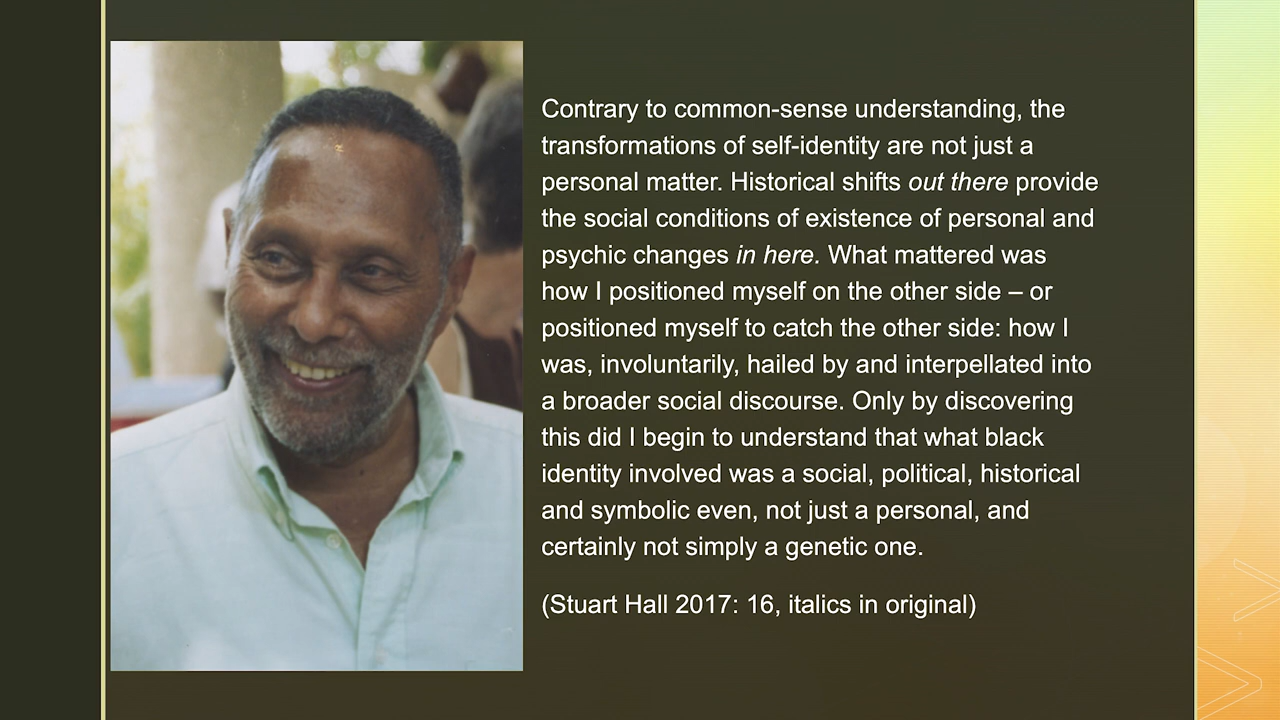 Contrary to common-sense understanding, the
transformations of self-identity are not just a
personal matter. Historical shifts out there provide
the social conditions of existence of personal and
psychic changes in here. What mattered was
how I positioned myself on the other side – or
positioned myself to catch the other side: how I
was, involuntarily, hailed by and interpellated into
a broader social discourse. Only by discovering
this did I begin to understand that what black
identity involved was a social, political, historical
and symbolic even, not just a personal, and
certainly not simply a genetic one.
(Stuart Hall 2017: 16, italics in original)